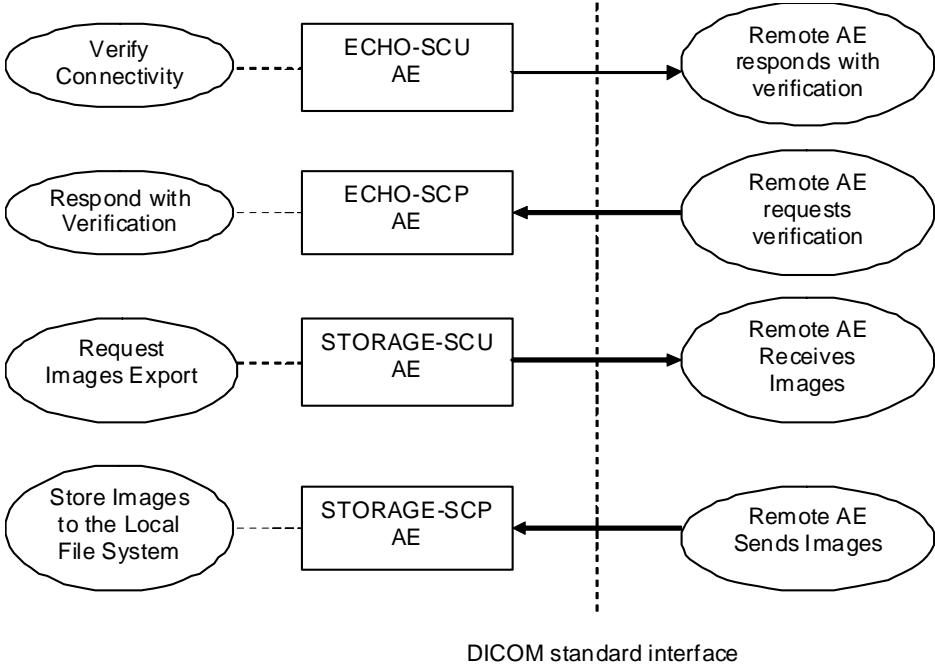 Verify
Connectivity
ECHO-SCU
AE
Remote AE
responds with
verification
Respond with
Verification
ECHO-SCP
AE
Remote AE
requests
verification
Request
Images Export
STORAGE-SCU
AE
Remote AE
Receives
Images
Store Images
to the Local
File System
STORAGE-SCP
AE
Remote AE
Sends Images
DICOM standard interface